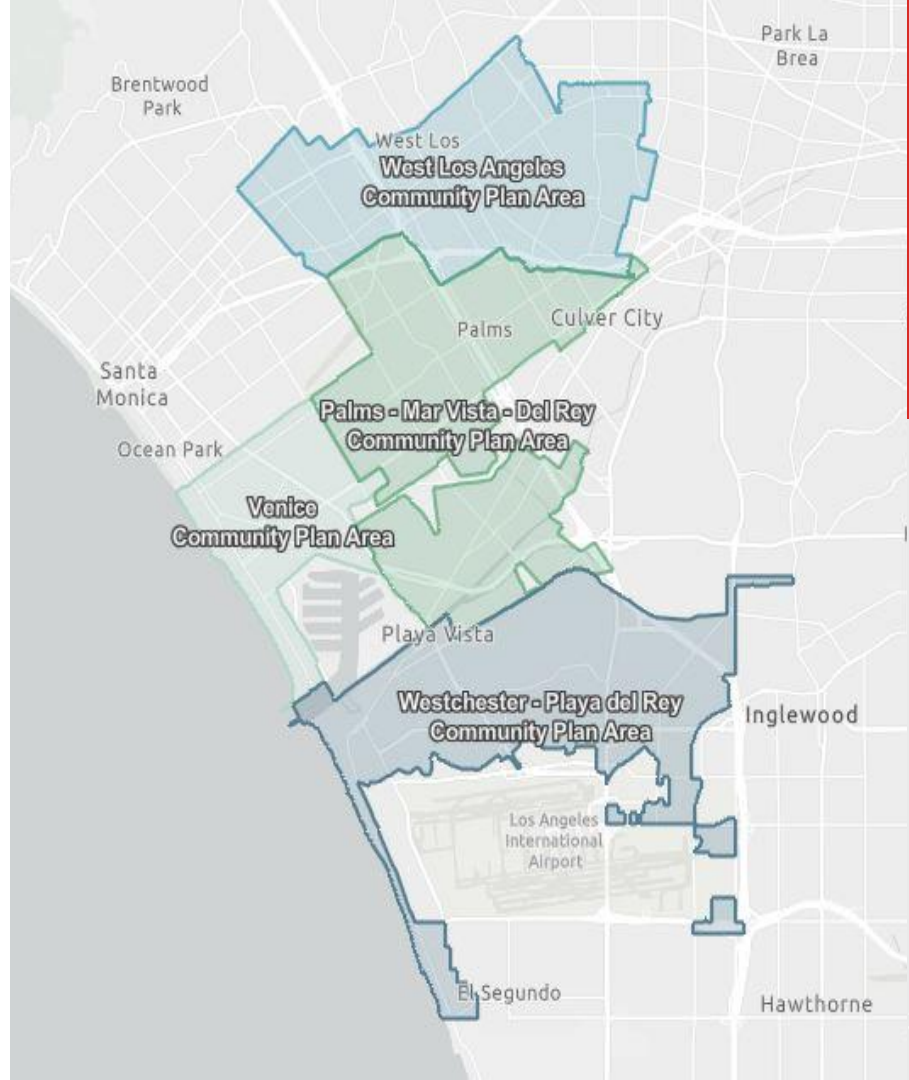 Park La
Brea
Brentwood
Park
West Los
West Los Angeles
Community Plan Area
Palms
Culver City
Santa
Monica
Palms - Mar Vista - Del Rey
Community Plan Area
Ocean Park
Venice
Community Plan Area
Playa Vista
Westchester - Playa del Rey
Community Plan Area
Inglewood
Los Angeles
International
Airport
El Segundo
Hawthorne